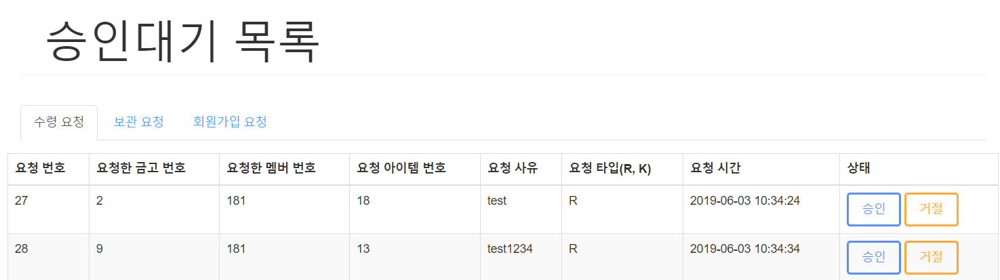 승인대기 목록
수령 요청 보관 요청 회원가입 요청
요청 번호 요청한 금고 번호 요청한 멤버 번호 요청 아이템 번호 요청 사유 요청 타입(R, K) 요청 시간 상태
27 2 181 18 test R 2019-06-03 10:34:24 승인 거절
28 9 181 13 test1234 R 2019-06-03 10:34:34 승인 거절